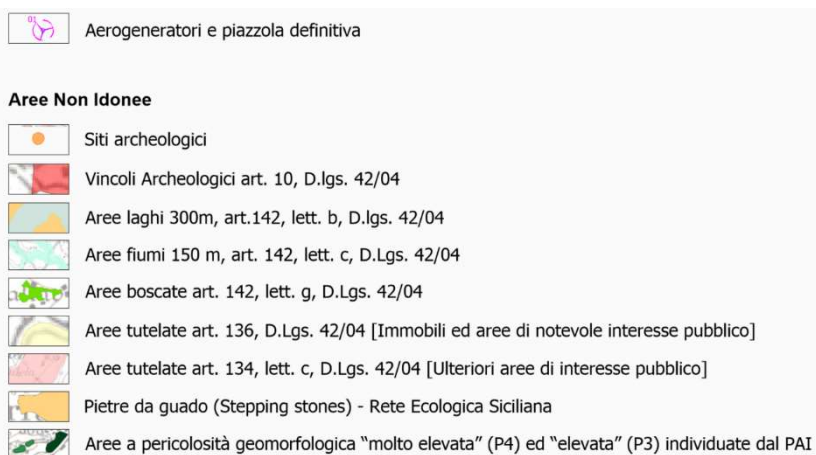 01
Aerogeneratori e piazzola definitiva
Aree Non Idonee
Siti archeologici
Vincoli Archeologici art. 10, D.lgs. 42/04
Aree laghi 300m, art.142, lett. b, D.lgs. 42/04
Aree fiumi 150 m, art. 142, lett. c, D.Lgs. 42/04
Aree boscate art. 142, lett. g, D.Lgs. 42/04
Aree tutelate art. 136, D.Lgs. 42/04 [Immobili ed aree di notevole interesse pubblico]
Aree tutelate art. 134, lett. c, D.Lgs. 42/04 [Ulteriori aree di interesse pubblico]
Pietre da guado (Stepping stones) - Rete Ecologica Siciliana
Aree a pericolosità geomorfologica “molto elevata” (P4) ed “elevata” (P3) individuate dal PAI